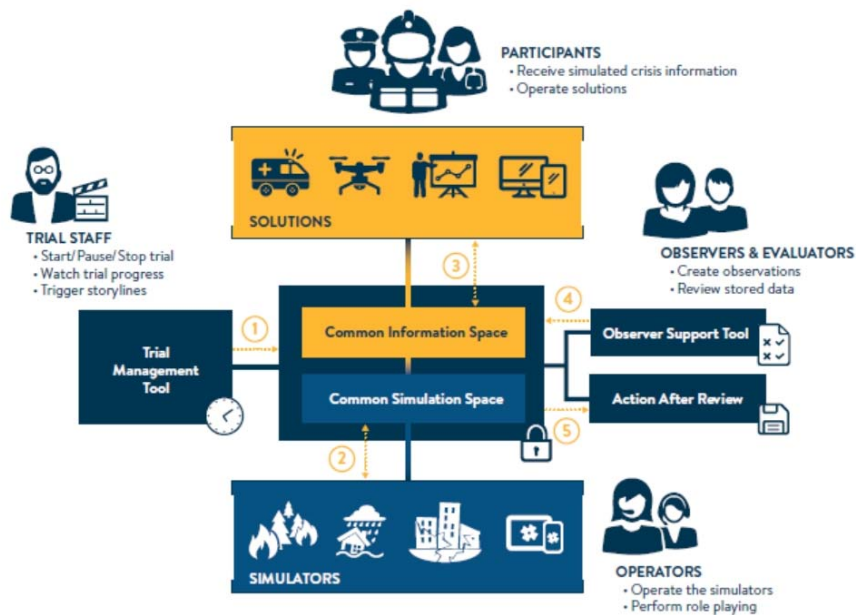 PARTICIPANTS
• Receive simulated crisis information
• Operate solutions
SOLUTIONS
TRIAL STAFF
• Start/Pause/Stop trial
• Watch trial progress
• Trigger storylines
OBSERVERS & EVALUATORS
• Create observations
• Review stored data
3
1
4
Common Information Space
Observer Support Tool
Trial
Management
Tool
Common Simulation Space
Action After Review
5
2
SIMULATORS
OPERATORS
• Operate the simulators
• Perform role playing